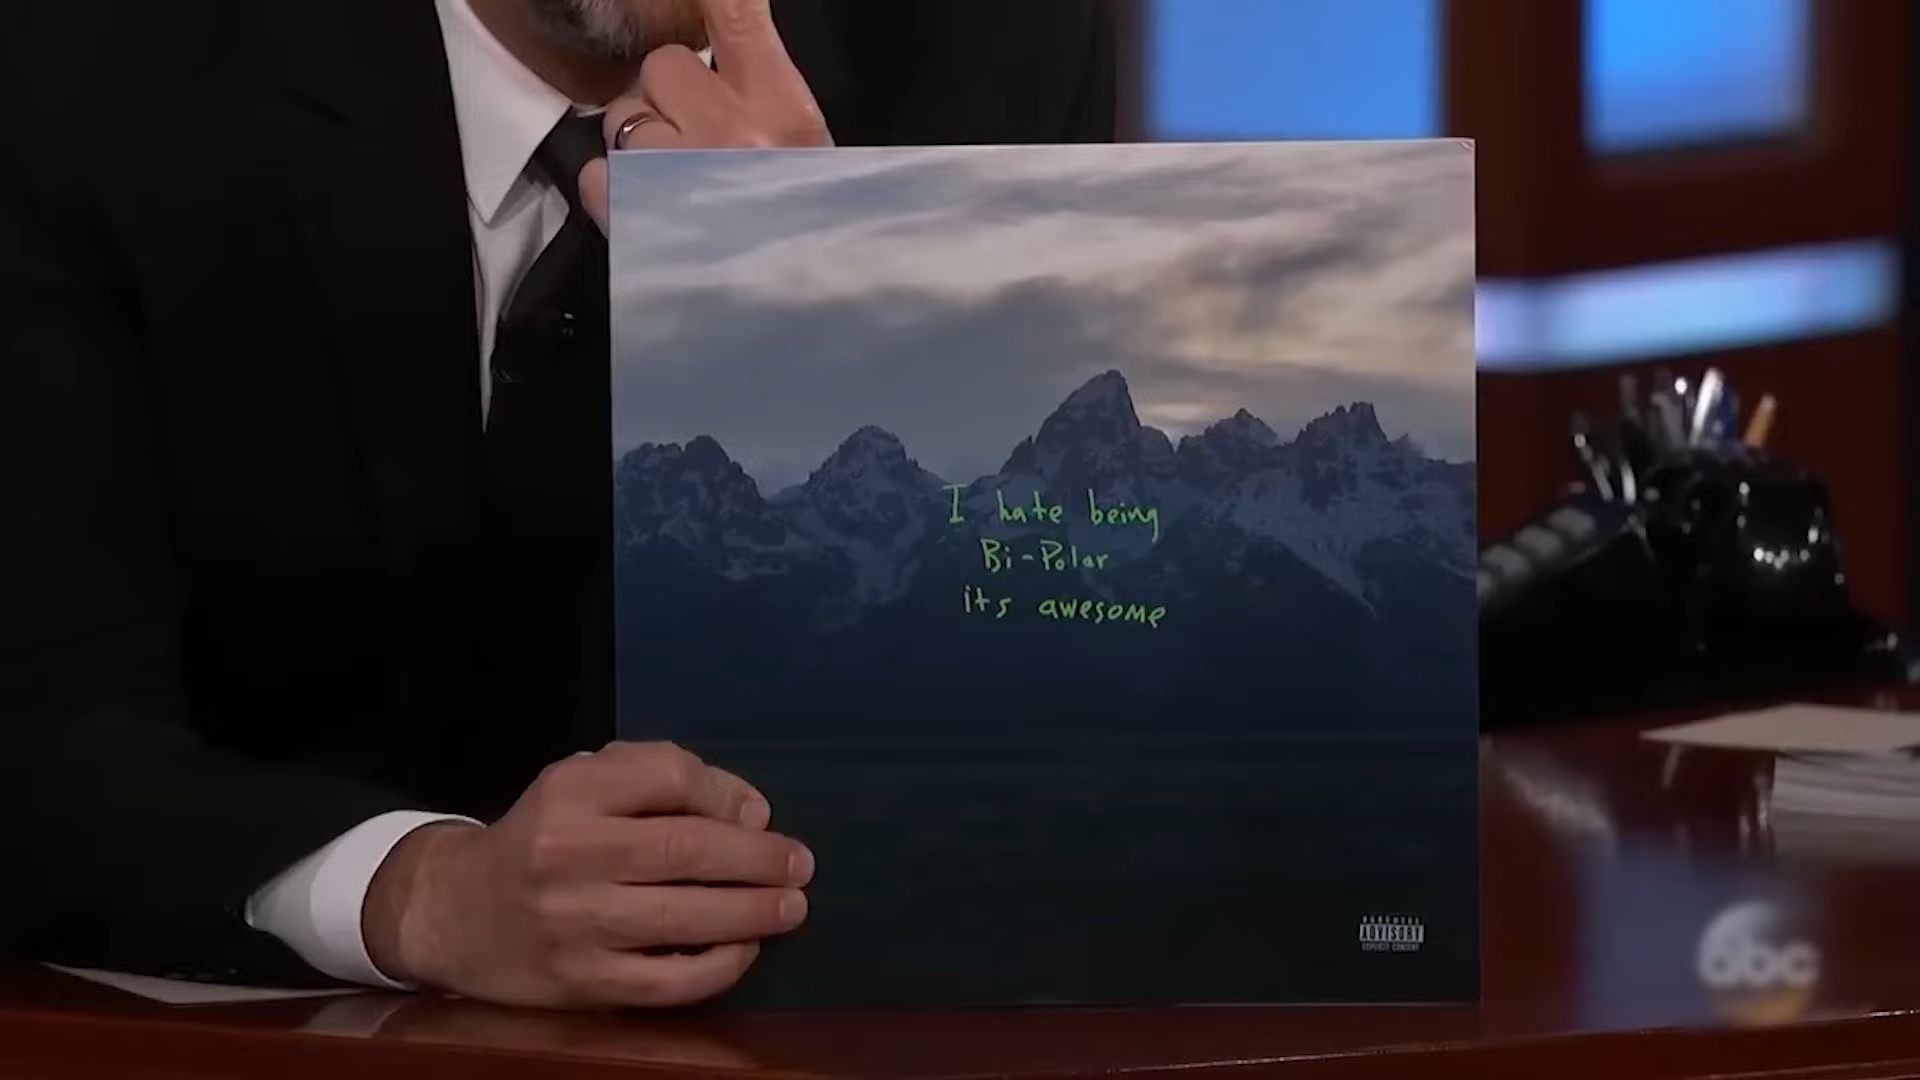 I hate being
Bi-Polar
its awesome
PARENTAL
ADVISORY
EXPLICIT CONTENT
abc